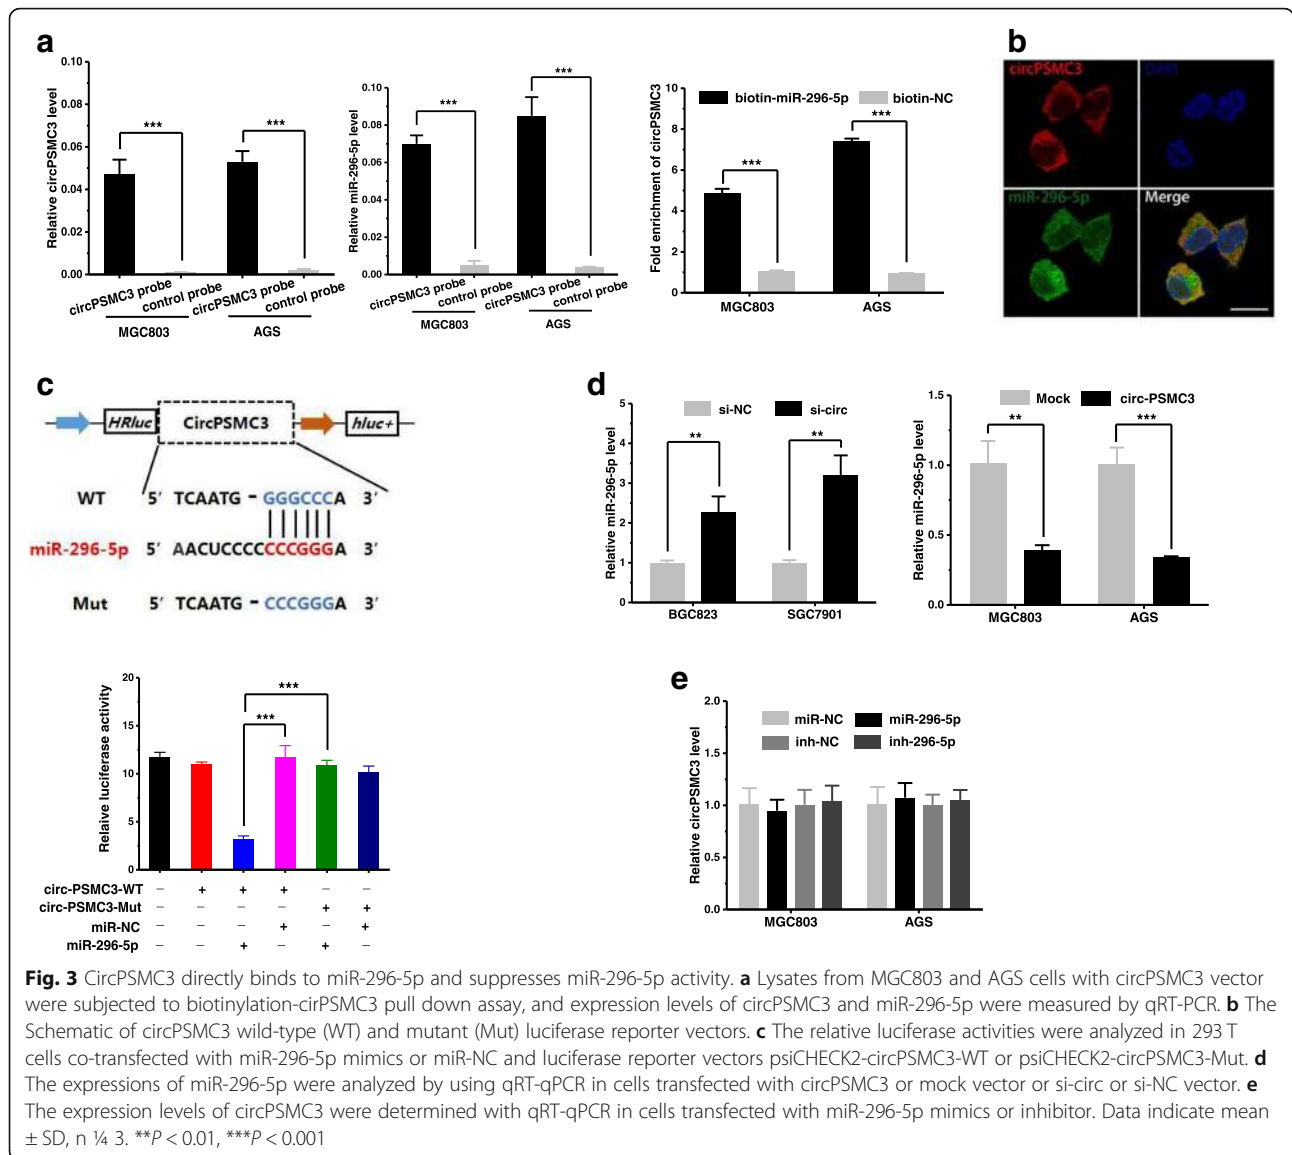 a
0.10
0.08
0.06
0.04
0.02
0.00
Relative circPSMC3 level
***
***
circPSMC3 probe
control probe
circPSMC3 probe
control probe
MGC803
AGS
0.10
0.08
0.06
0.04
0.02
0.00
Relative miR-296-5p level
***
***
circPSMC3 probe
control probe
circPSMC3 probe
control probe
MGC803
AGS
10
8
6
4
2
0
Fold enrichment of circPSMC3
biotin-miR-296-5p
biotin-NC
***
***
MGC803
AGS
b
circPSMC3
DAPI
miR-296-5p
Merge
c
HRluc
CircPSMC3
hluc+
WT 5′ TCAATG - GGGCCCA 3′
miR-296-5p 5′ AACUCCCCCCCGGGA 3′
Mut 5′ TCAATG - CCCGGGA 3′
20
15
10
5
0
Relaive luciferase activity
***
***
circ-PSMC3-WT − + + + − −
circ-PSMC3-Mut − − − − + +
miR-NC − − − + − +
miR-296-5p − − + − + −
d
5
4
3
2
1
0
Relative miR-296-5p level
si-NC
si-circ
**
**
BGC823
SGC7901
1.5
1.0
0.5
0.0
Relative miR-296-5p level
Mock
circ-PSMC3
**
***
MGC803
AGS
e
2.0
1.5
1.0
0.5
0.0
Relative circPSMC3 level
miR-NC
miR-296-5p
inh-NC
inh-296-5p
MGC803
AGS
Fig. 3 CircPSMC3 directly binds to miR-296-5p and suppresses miR-296-5p activity. a Lysates from MGC803 and AGS cells with circPSMC3 vector
were subjected to biotinylation-cirPSMC3 pull down assay, and expression levels of circPSMC3 and miR-296-5p were measured by qRT-PCR. b The
Schematic of circPSMC3 wild-type (WT) and mutant (Mut) luciferase reporter vectors. c The relative luciferase activities were analyzed in 293 T
cells co-transfected with miR-296-5p mimics or miR-NC and luciferase reporter vectors psiCHECK2-circPSMC3-WT or psiCHECK2-circPSMC3-Mut. d
The expressions of miR-296-5p were analyzed by using qRT-qPCR in cells transfected with circPSMC3 or mock vector or si-circ or si-NC vector. e
The expression levels of circPSMC3 were determined with qRT-qPCR in cells transfected with miR-296-5p mimics or inhibitor. Data indicate mean
± SD, n ¼ 3. **P < 0.01, ***P < 0.001